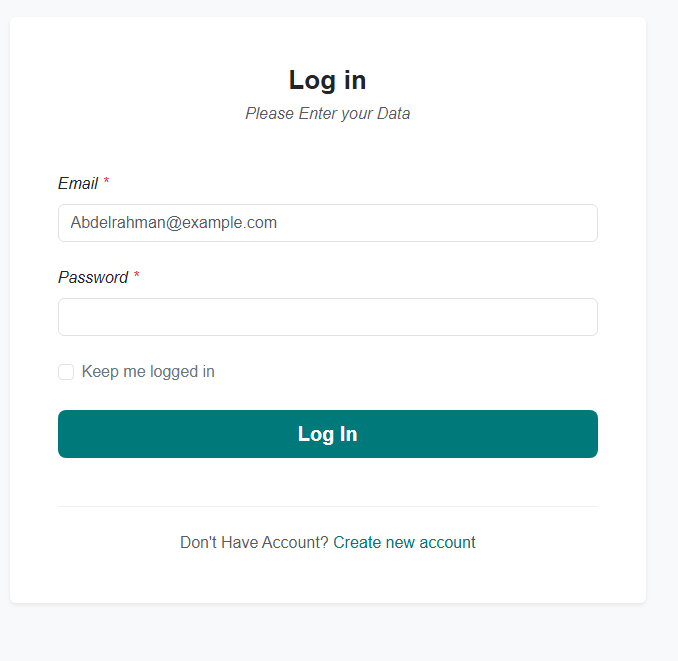 Log in
Please Enter your Data
Email *
Abdelrahman@example.com
Password *
Keep me logged in
Log In
Don't Have Account? Create new account